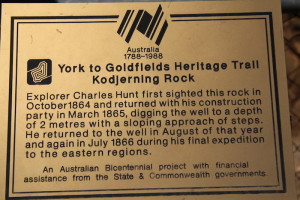 Australia
1788-1988
York to Goldfields Heritage Trail
Kodjerning Rock
Explorer Charles Hunt first sighted this rock in
October1864 and returned with his construction
party in March 1865, digging the well to a depth
of 2 metres with a sloping approach of steps.
He returned to the well in August of that year
and again in July 1866 during his final expedition
to the eastern regions.
An Australian Bicentennial project with financial
assistance from the State & Commonwealth governments.